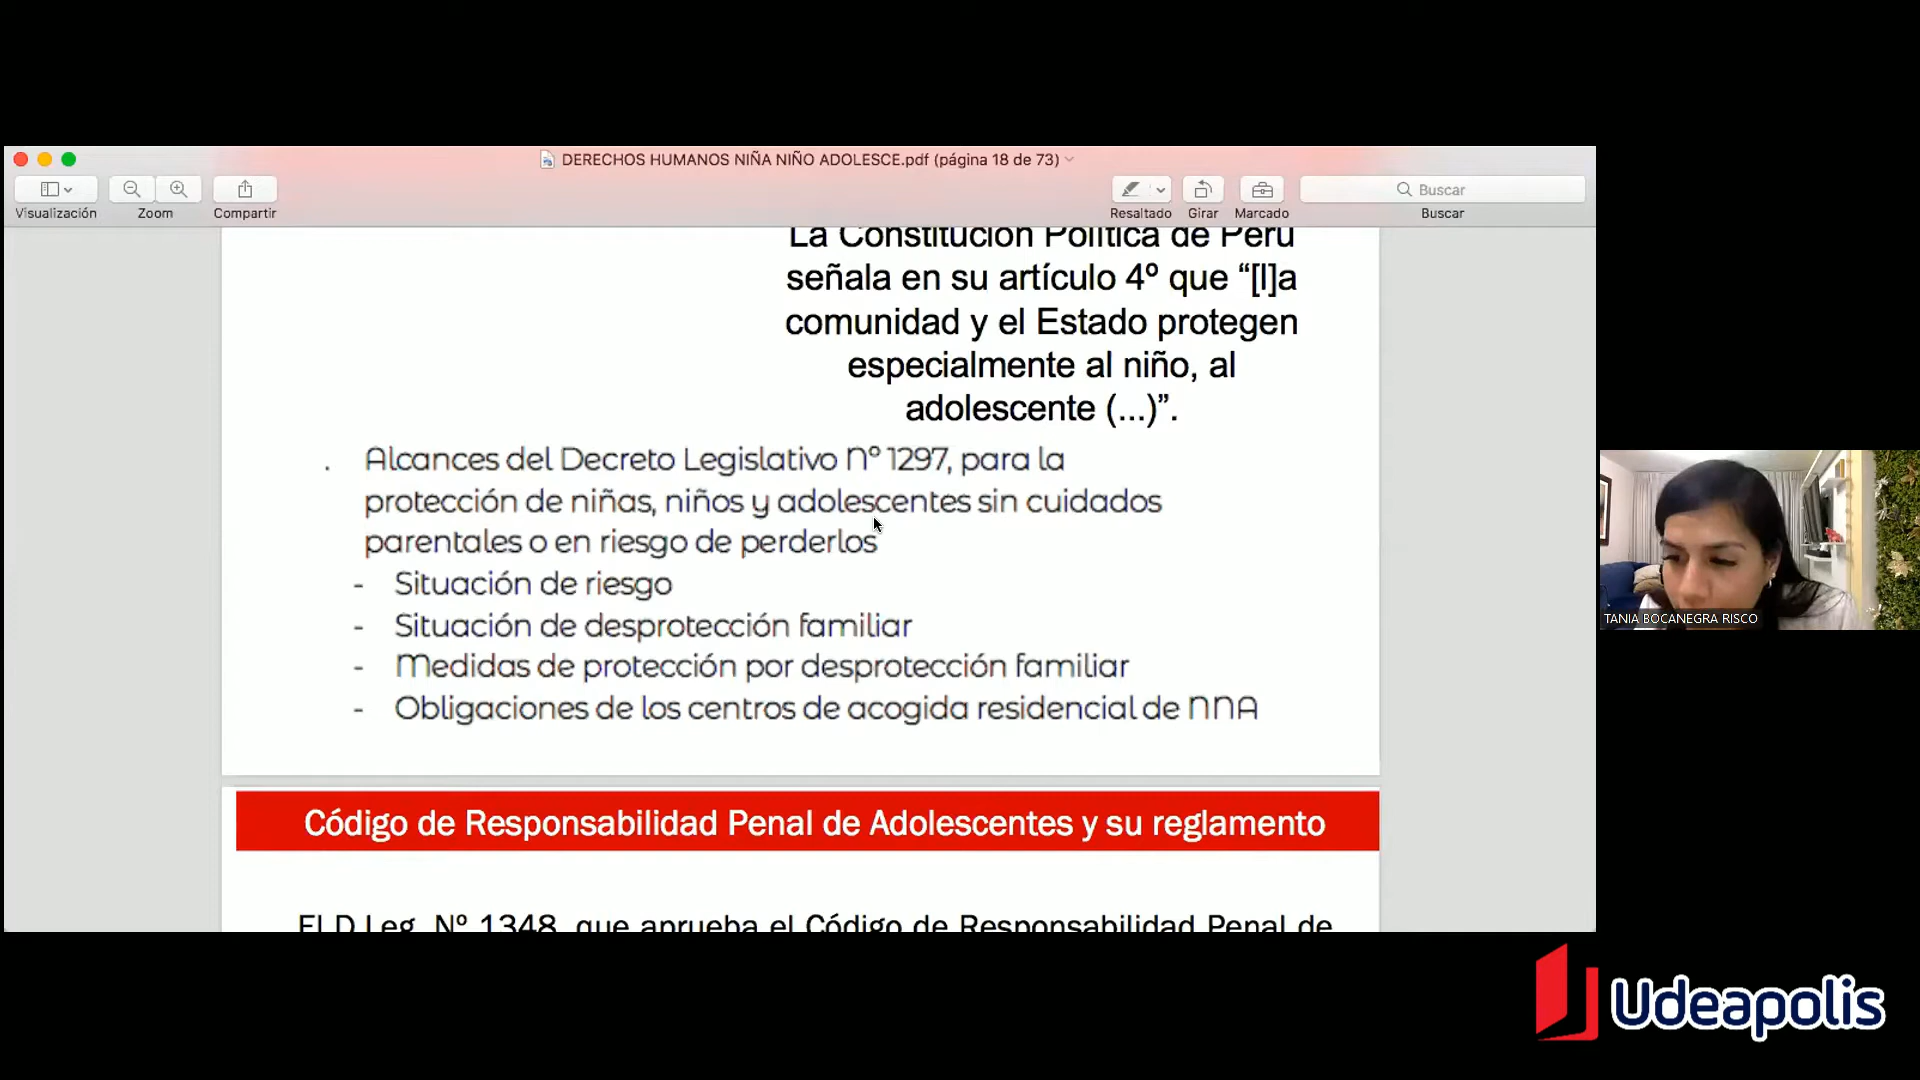 DERECHOS HUMANOS NIÑA NIÑO ADOLESCE.pdf (página 18 de 73)
Visualización
Zoom
Compartir
Resaltado
Girar
Marcado
Buscar
Buscar
La Constitución Política de Perú
señala en su artículo 4º que “[l]a
comunidad y el Estado protegen
especialmente al niño, al
adolescente (...)”.
. Alcances del Decreto Legislativo Nº 1297, para la
protección de niñas, niños y adolescentes sin cuidados
parentales o en riesgo de perderlos
- Situación de riesgo
- Situación de desprotección familiar
- Medidas de protección por desprotección familiar
- Obligaciones de los centros de acogida residencial de NNA
Código de Responsabilidad Penal de Adolescentes y su reglamento
El D.Leg. Nº 1348, que aprueba el Código de Responsabilidad Penal de
TANIA BOCANEGRA RISCO
Udeapolis